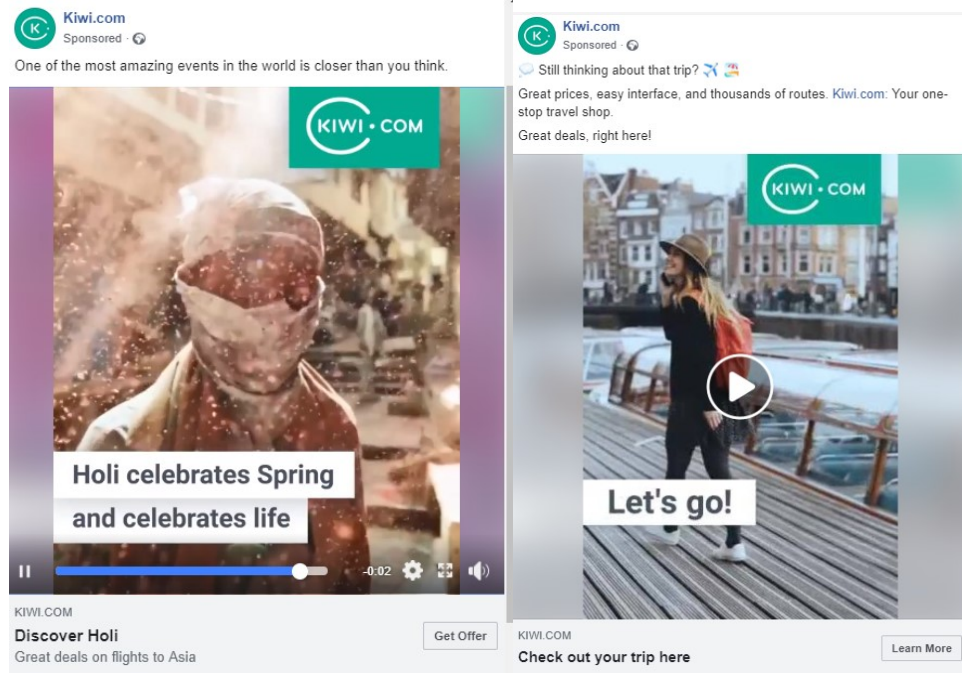 Kiwi.com
Sponsored ·
One of the most amazing events in the world is closer than you think.
KIWI•COM
Holi celebrates Spring
and celebrates life
-0:02
KIWI.COM
Discover Holi
Great deals on flights to Asia
Get Offer
Kiwi.com
Sponsored ·
💭 Still thinking about that trip? ✈️ 🏖️
Great prices, easy interface, and thousands of routes. Kiwi.com: Your one-
stop travel shop.
Great deals, right here!
KIWI•COM
Let's go!
KIWI.COM
Check out your trip here
Learn More